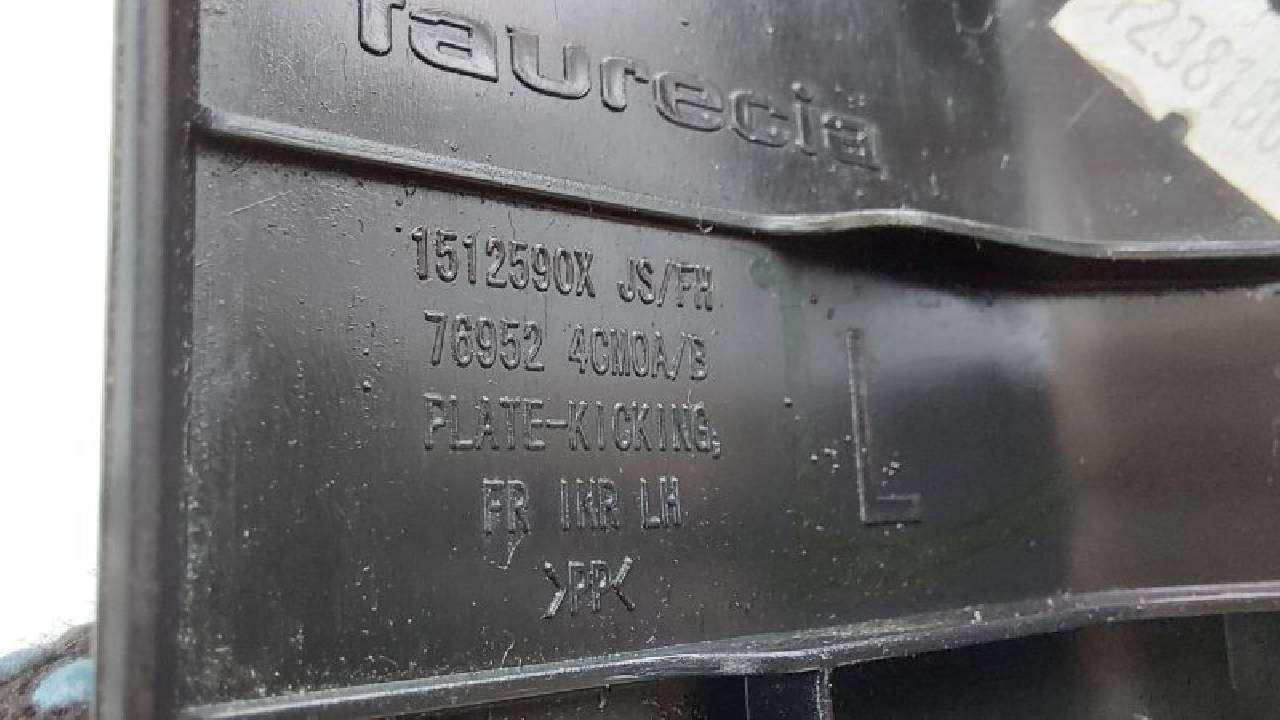 faurecia
1512590X JS/FH
76952 4CM0A/B
PLATE-KICKING,
FR INR LH
>PP<
L